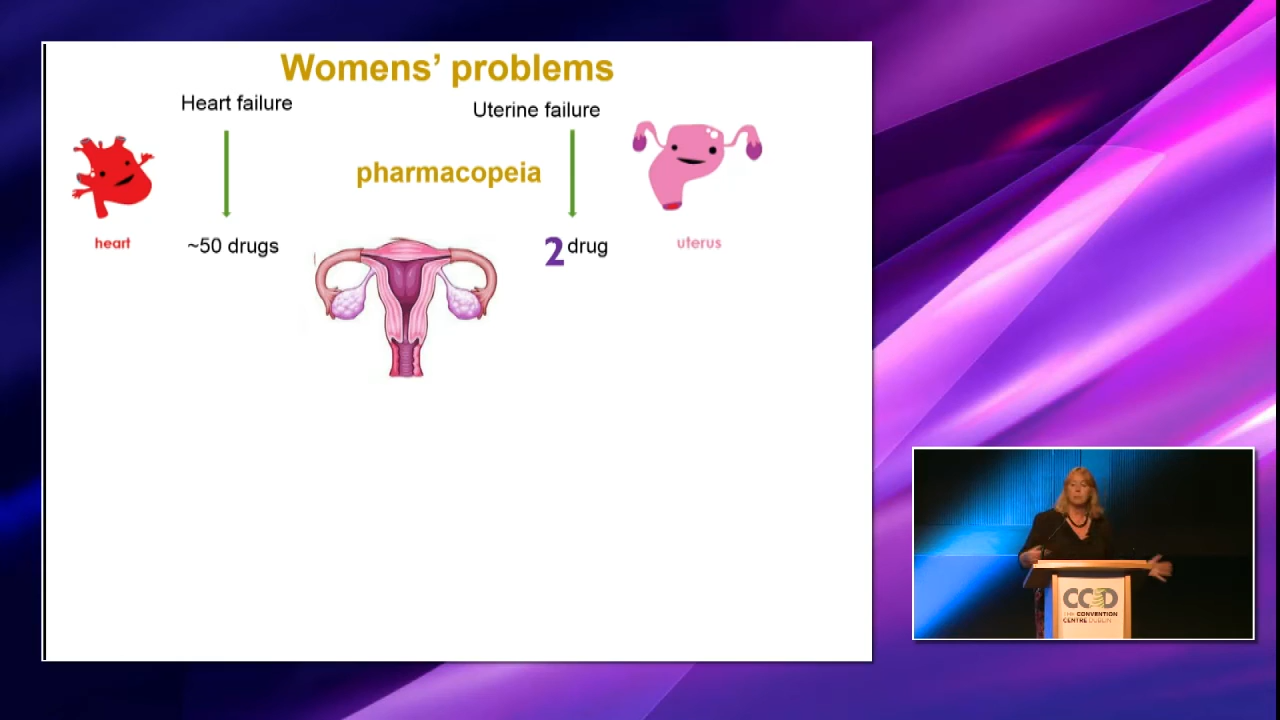 Womens’ problems
Heart failure
Uterine failure
pharmacopeia
heart
~50 drugs
2 drug
uterus
CCD
THE CONVENTION
CENTRE DUBLIN